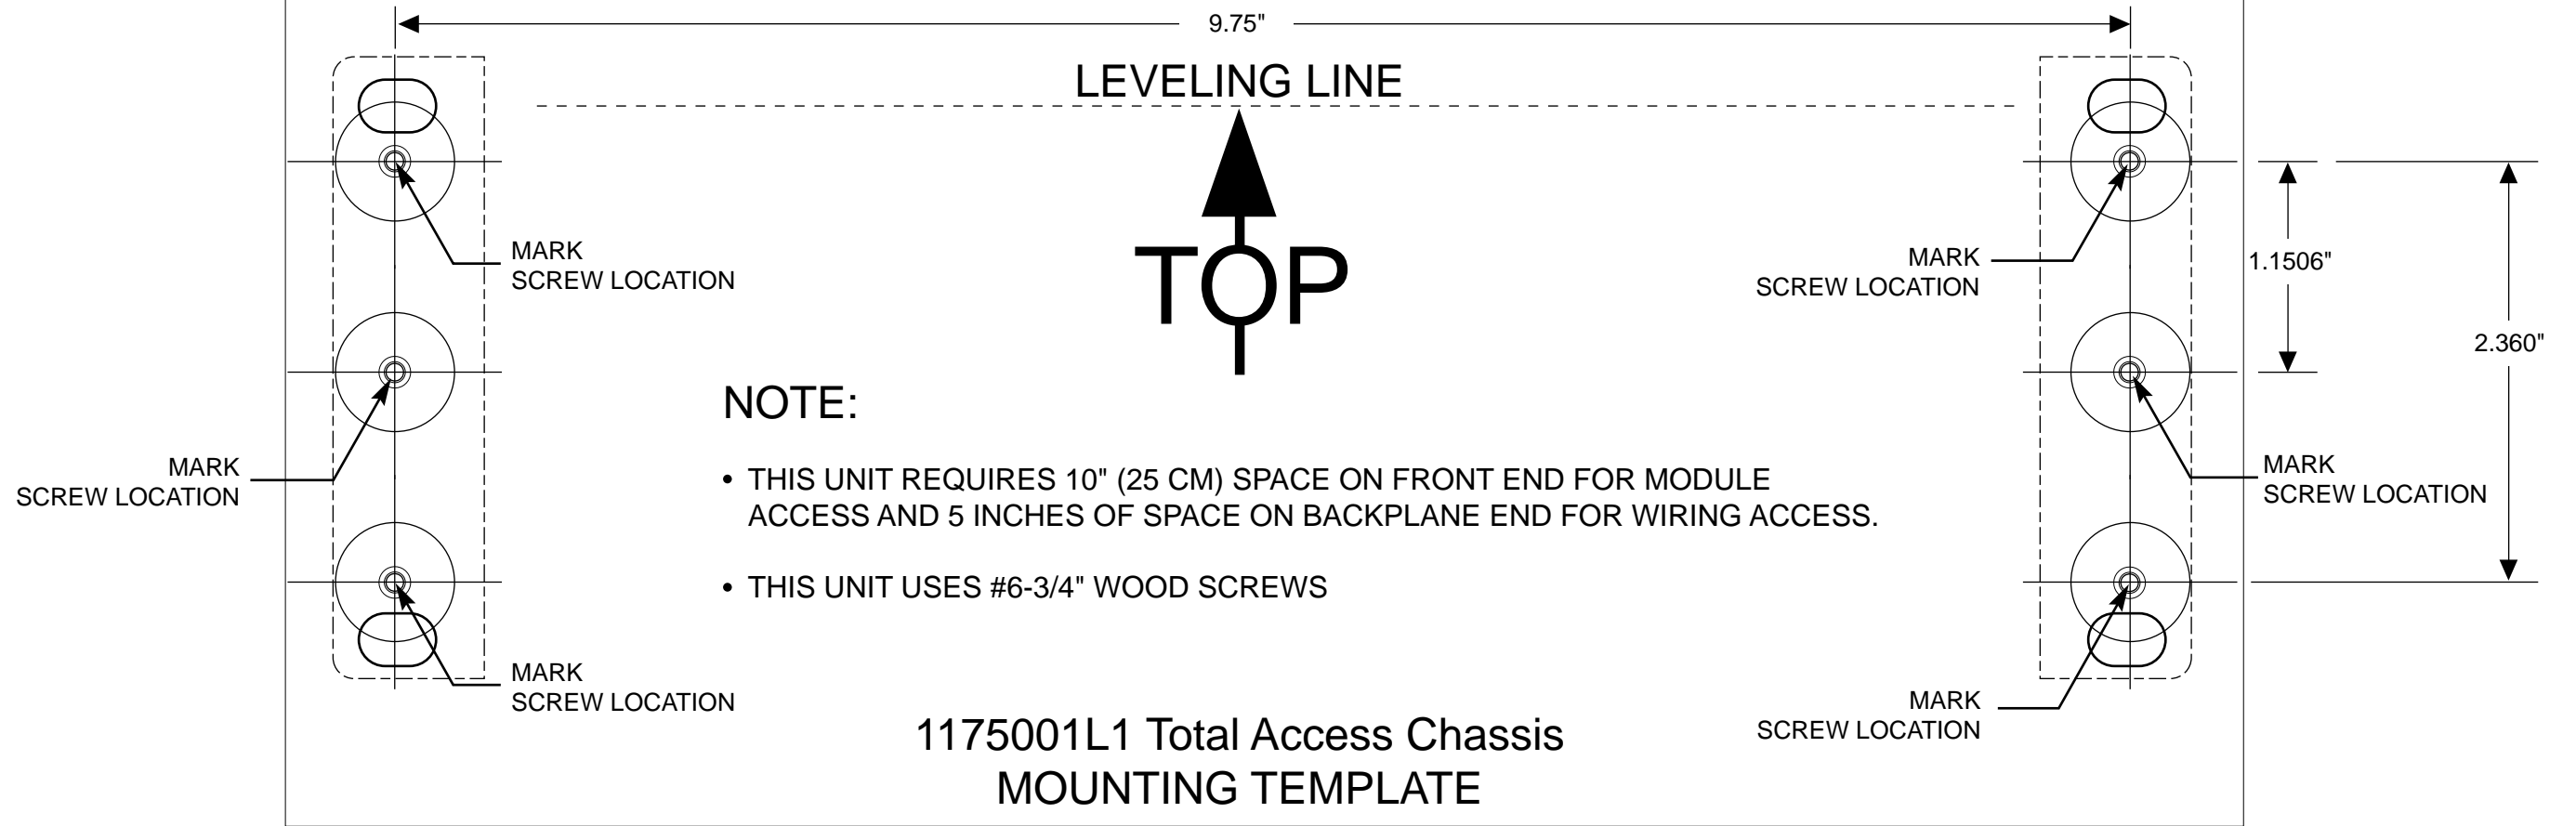 9.75"
LEVELING LINE
TOP
MARK
SCREW LOCATION
MARK
SCREW LOCATION
1.1506"
2.360"
NOTE:
MARK
SCREW LOCATION
• THIS UNIT REQUIRES 10" (25 CM) SPACE ON FRONT END FOR MODULE
ACCESS AND 5 INCHES OF SPACE ON BACKPLANE END FOR WIRING ACCESS.
MARK
SCREW LOCATION
• THIS UNIT USES #6-3/4" WOOD SCREWS
MARK
SCREW LOCATION
MARK
SCREW LOCATION
1175001L1 Total Access Chassis
MOUNTING TEMPLATE